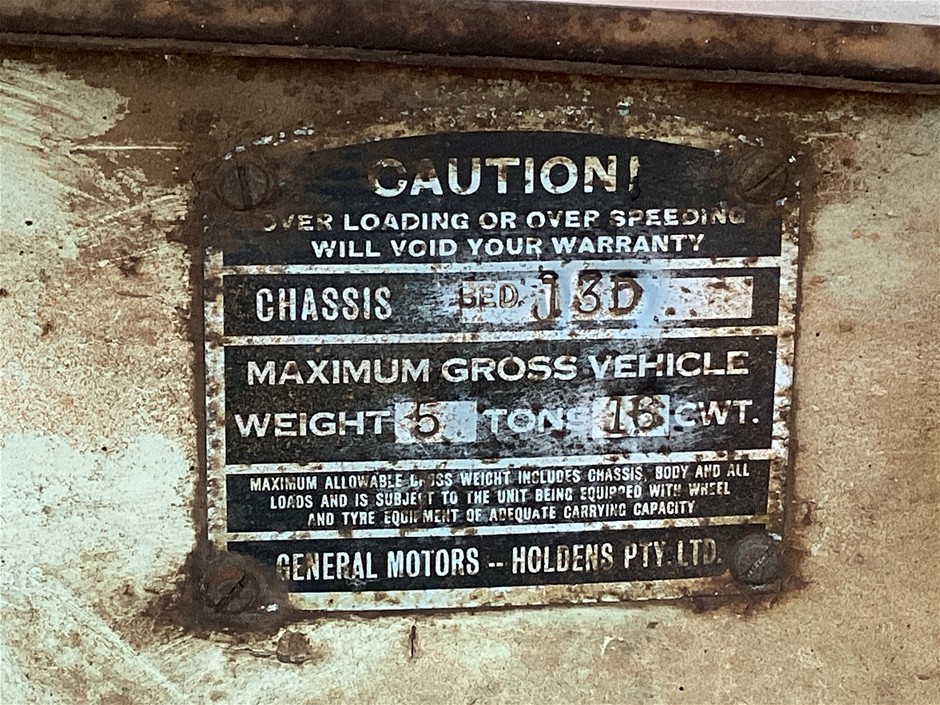 CAUTION!
OVER LOADING OR OVER SPEEDING
WILL VOID YOUR WARRANTY
CHASSIS BED. J3D
MAXIMUM GROSS VEHICLE
WEIGHT 5 TONS 16 CWT.
MAXIMUM ALLOWABLE GROSS WEIGHT INCLUDES CHASSIS, BODY AND ALL
LOADS AND IS SUBJECT TO THE UNIT BEING EQUIPPED WITH WHEEL
AND TYRE EQUIPMENT OF ADEQUATE CARRYING CAPACITY
GENERAL MOTORS -- HOLDENS PTY. LTD.